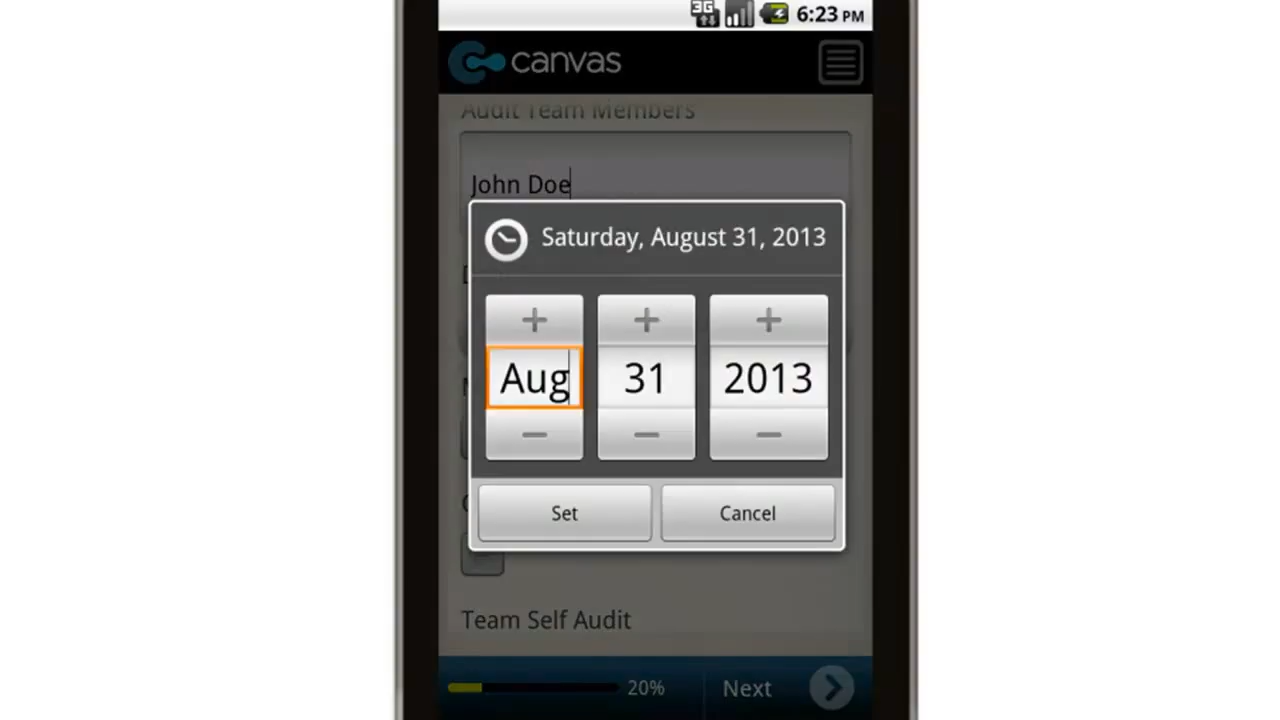 3G 6:23 PM
canvas
Audit Team Members
John Doe
Saturday, August 31, 2013
+ + +
Aug 31 2013
- - -
Set Cancel
Team Self Audit
20% Next